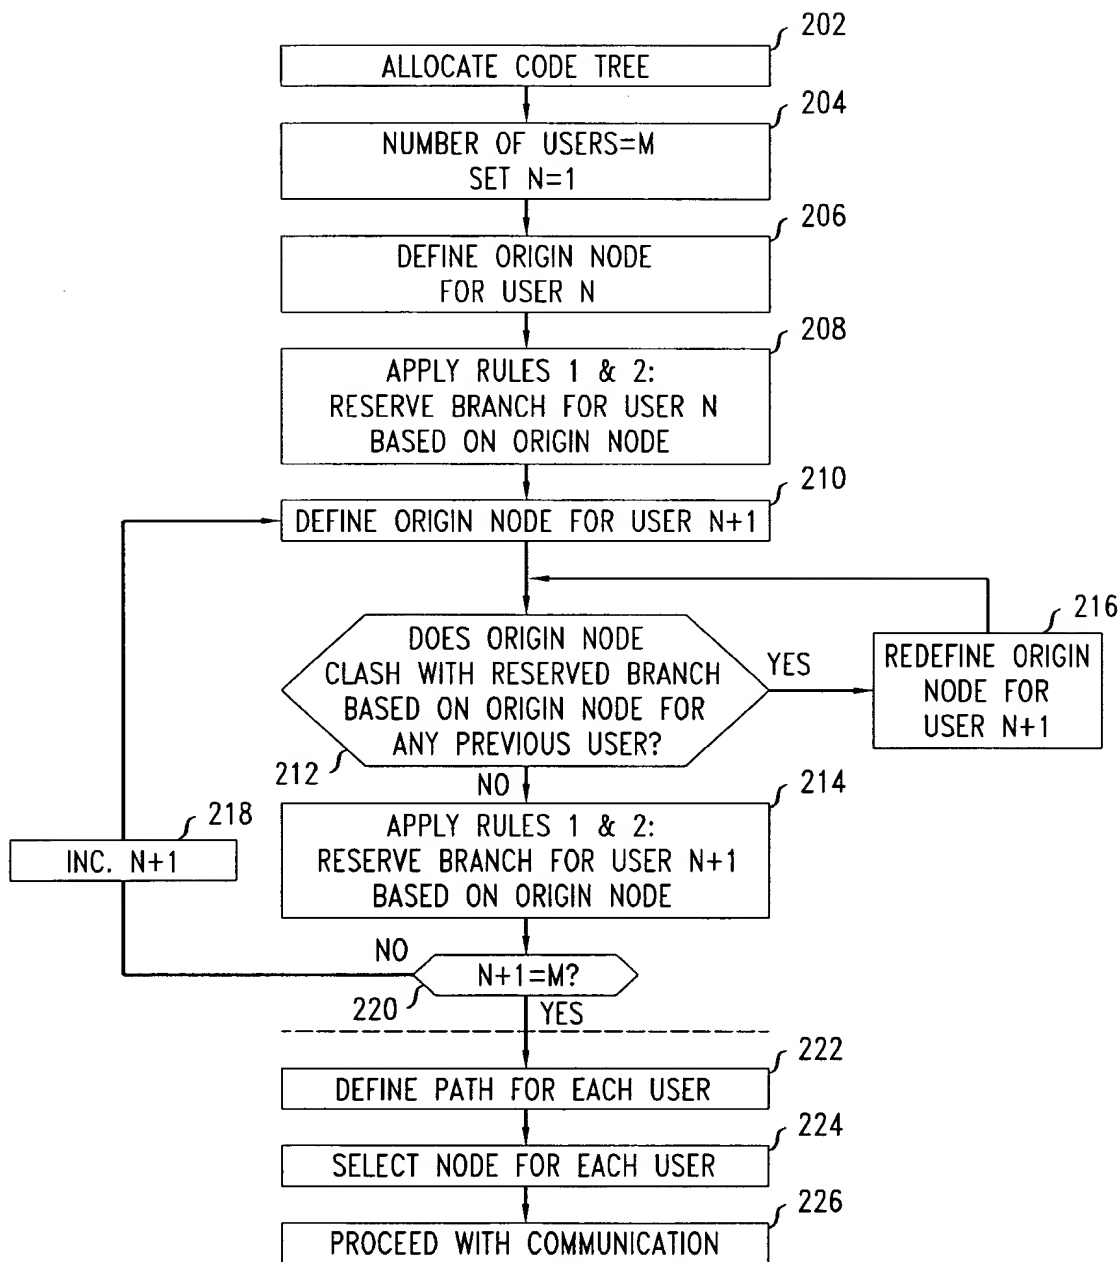 202
ALLOCATE CODE TREE
204
NUMBER OF USERS=M
SET N=1
206
DEFINE ORIGIN NODE
FOR USER N
208
APPLY RULES 1 & 2:
RESERVE BRANCH FOR USER N
BASED ON ORIGIN NODE
210
DEFINE ORIGIN NODE FOR USER N+1
DOES ORIGIN NODE
CLASH WITH RESERVED BRANCH
BASED ON ORIGIN NODE FOR
ANY PREVIOUS USER?
212
YES
216
REDEFINE ORIGIN
NODE FOR
USER N+1
NO
214
APPLY RULES 1 & 2:
RESERVE BRANCH FOR USER N+1
BASED ON ORIGIN NODE
218
INC. N+1
NO
N+1=M?
220
YES
222
DEFINE PATH FOR EACH USER
224
SELECT NODE FOR EACH USER
226
PROCEED WITH COMMUNICATION